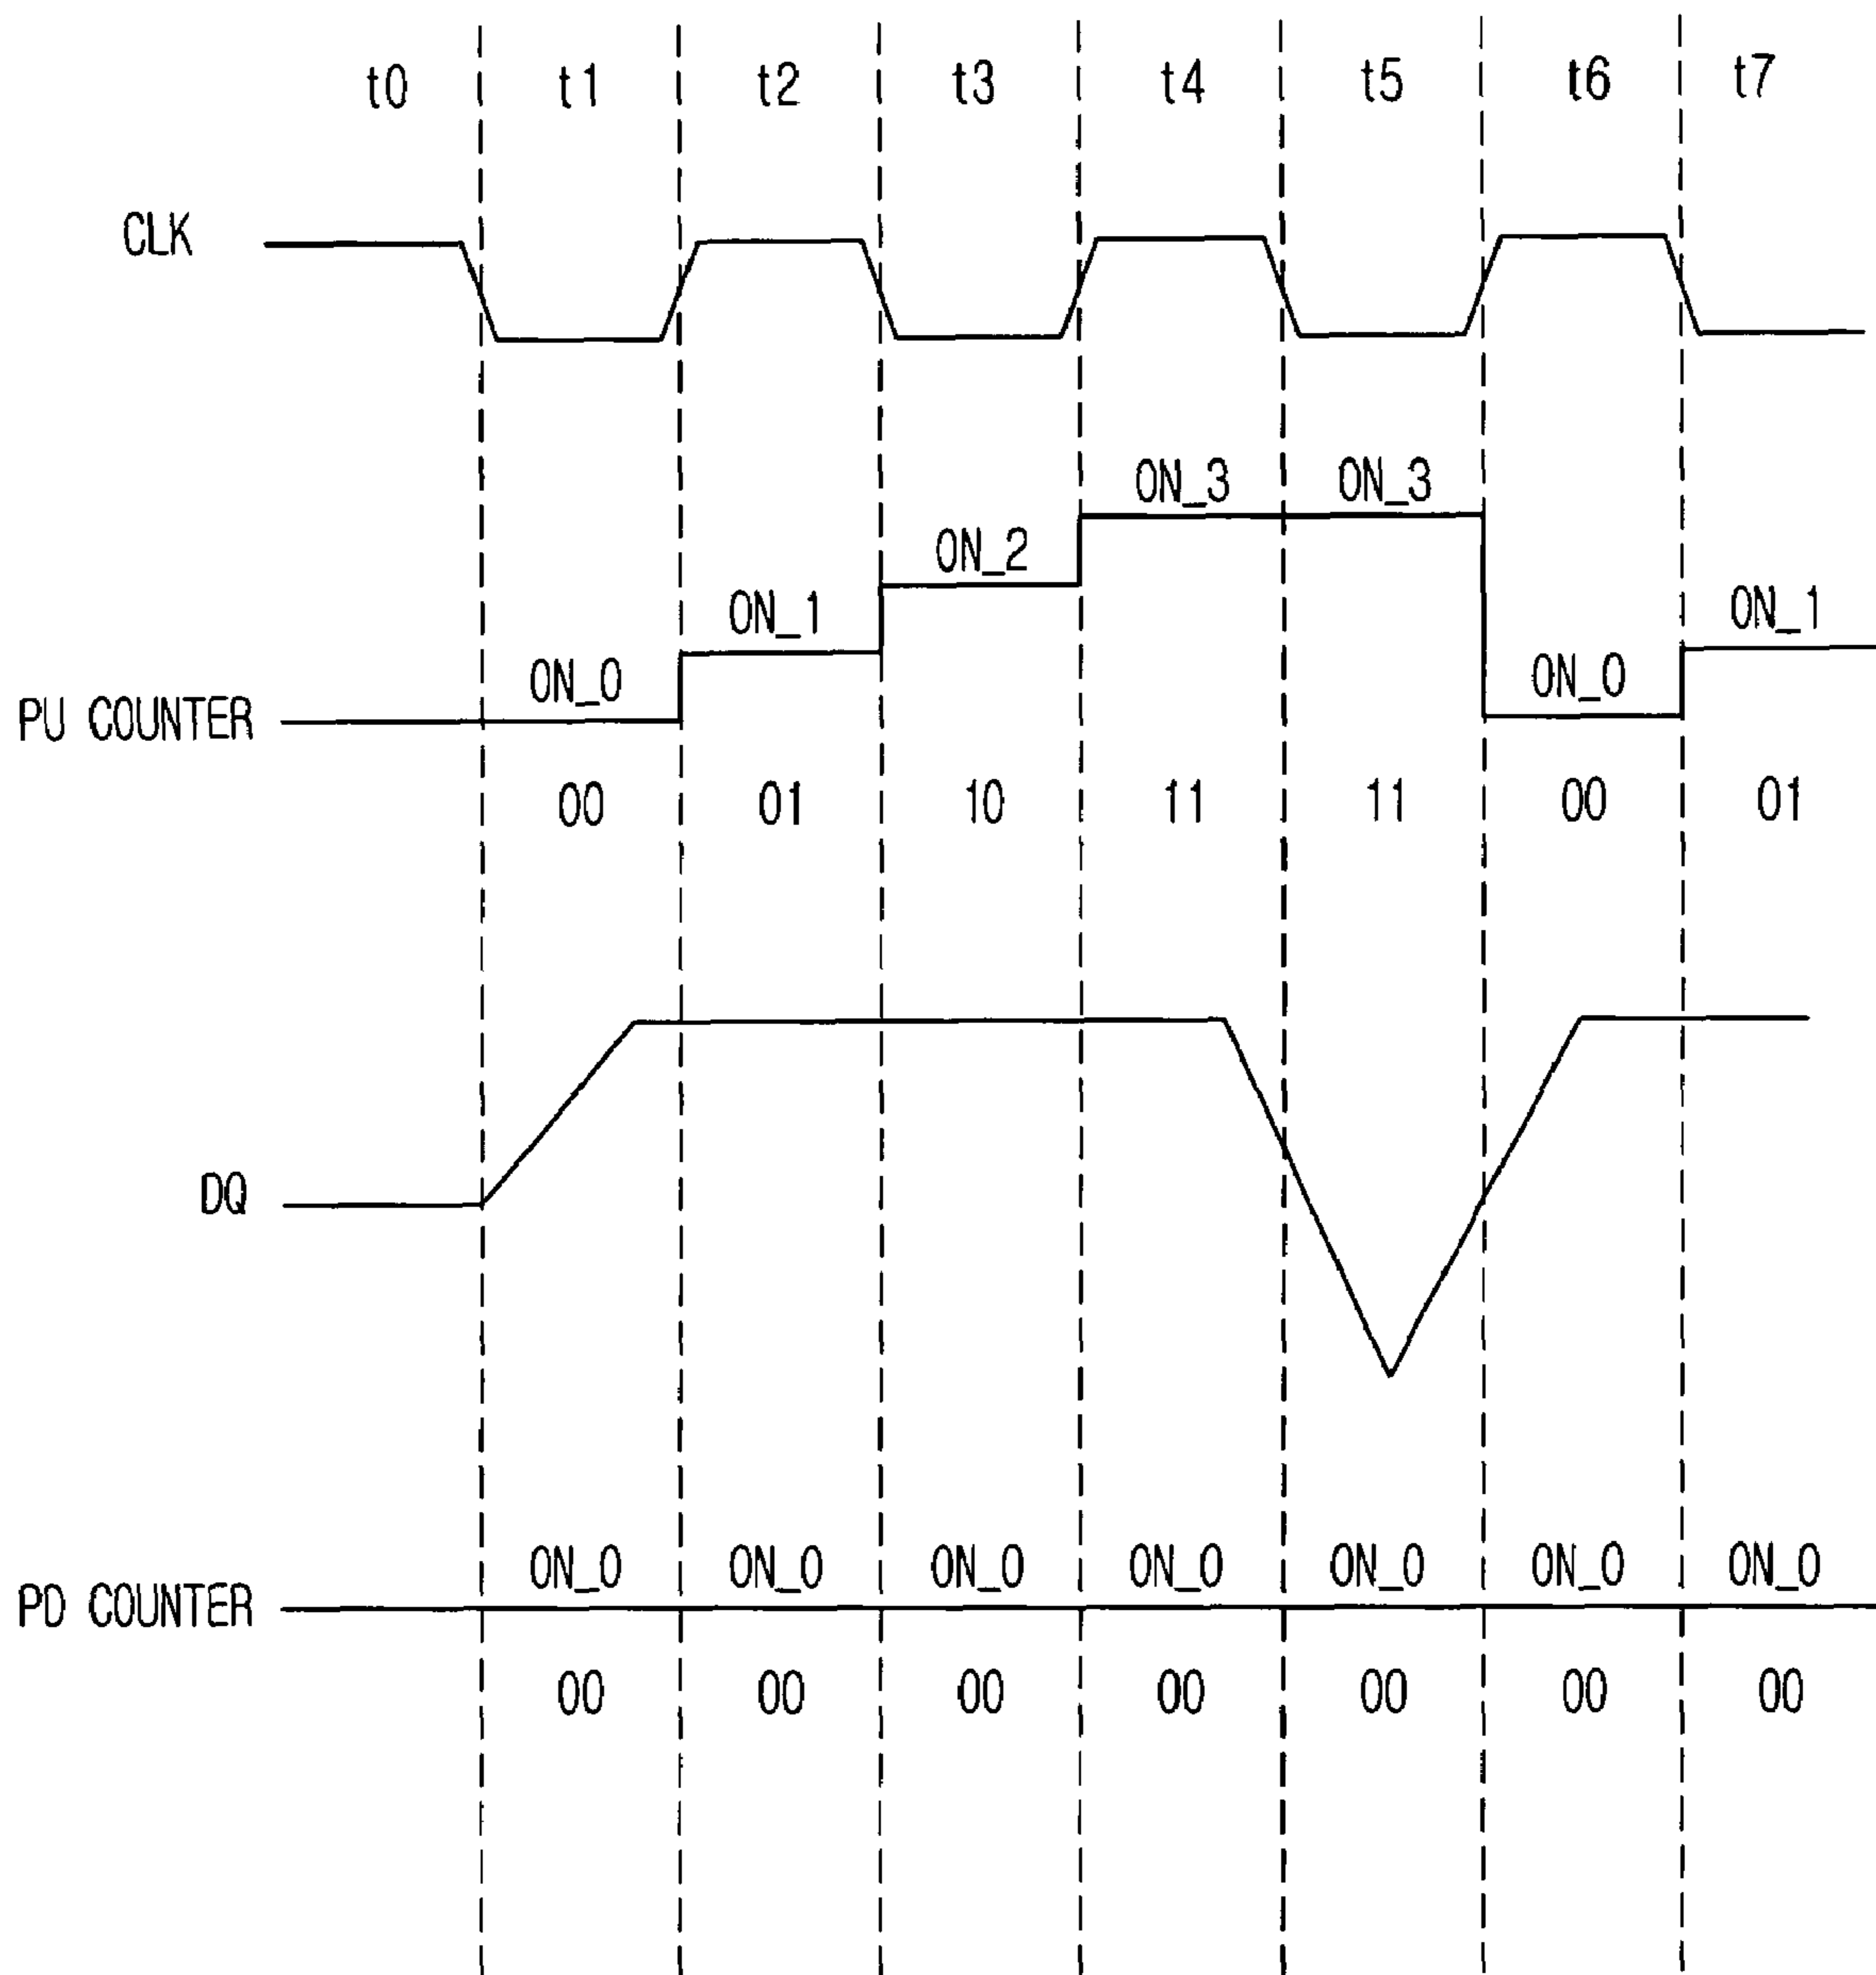 t0 t1 t2 t3 t4 t5 t6 t7
CLK
ON_3 ON_3
ON_2
ON_1 ON_1
ON_0 ON_0
PU COUNTER
00 01 10 11 11 00 01
DQ
ON_0 ON_0 ON_0 ON_0 ON_0 ON_0 ON_0
PD COUNTER
00 00 00 00 00 00 00